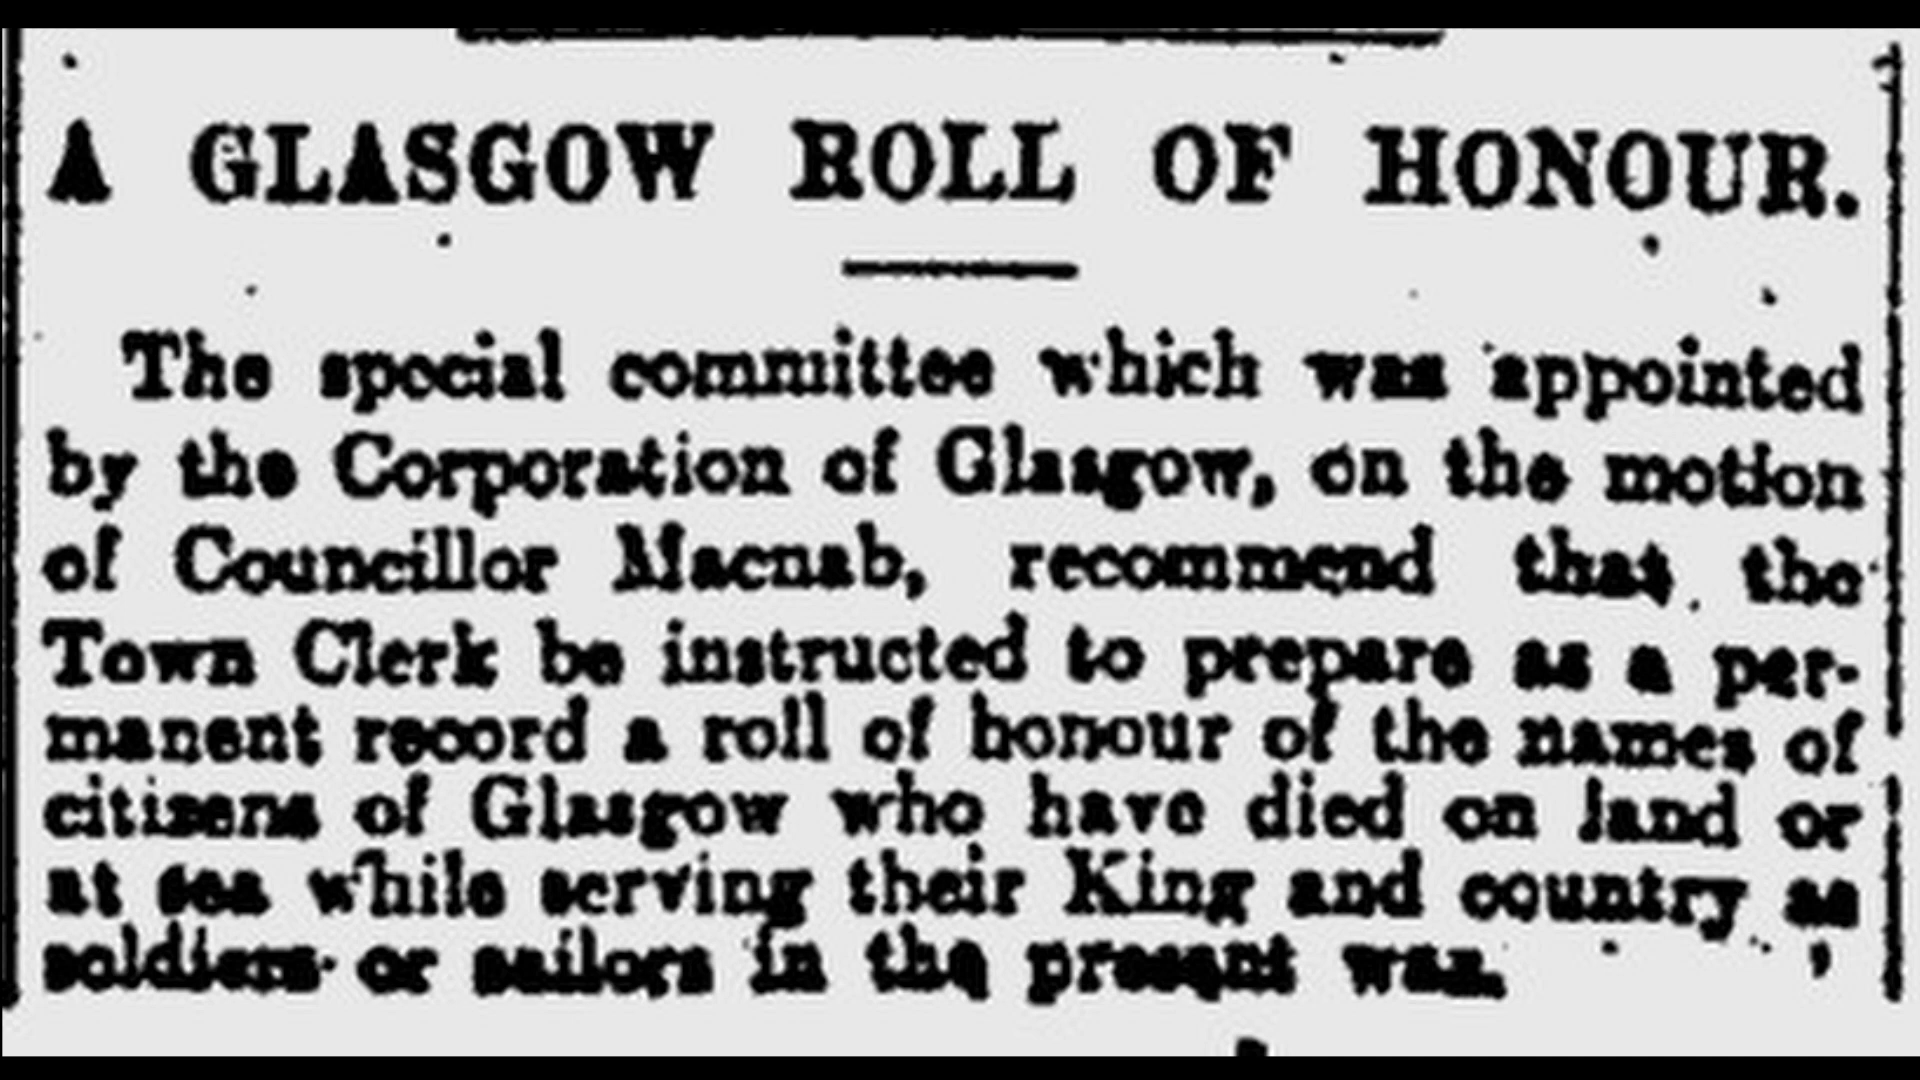 A GLASGOW ROLL OF HONOUR.
The special committee which was appointed
by the Corporation of Glasgow, on the motion
of Councillor Macnab, recommend that the
Town Clerk be instructed to prepare as a per-
manent record a roll of honour of the names of
citizens of Glasgow who have died on land or
at sea while serving their King and country as
soldiers or sailors in the present war.